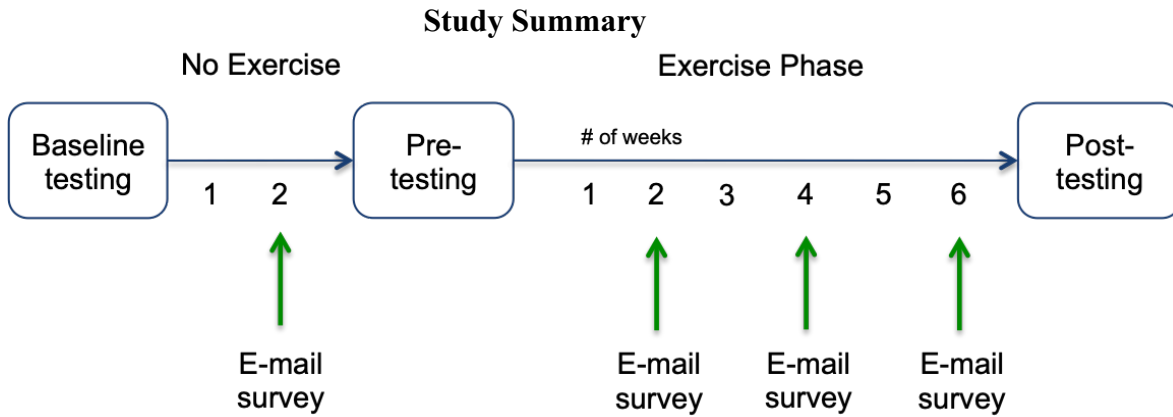 Study Summary
No Exercise
Exercise Phase
Baseline
testing
Pre-
testing
# of weeks
Post-
testing
1 2
1 2 3 4 5 6
E-mail
survey
E-mail
survey
E-mail
survey
E-mail
survey